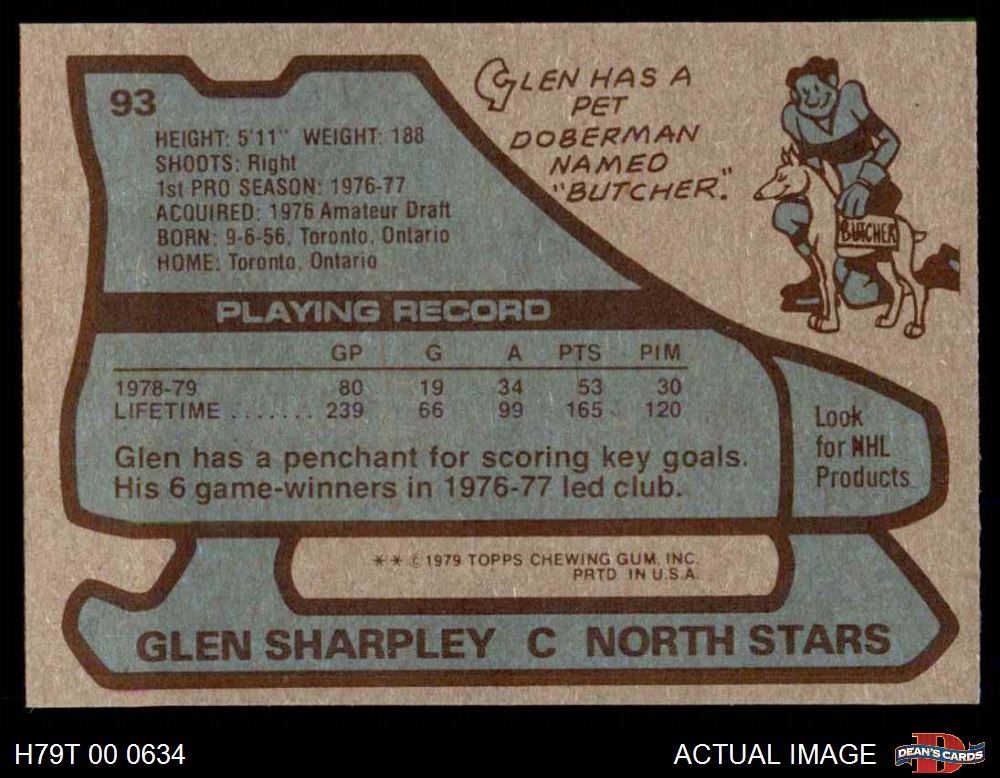 93
HEIGHT: 5'11" WEIGHT: 188
SHOOTS: Right
1st PRO SEASON: 1976-77
ACQUIRED: 1976 Amateur Draft
BORN: 9-6-56, Toronto, Ontario
HOME: Toronto, Ontario
GLEN HAS A
PET
DOBERMAN
NAMED
"BUTCHER."
BUTCHER
PLAYING RECORD
GP G A PTS PIM
1978-79 80 19 34 53 30
LIFETIME ....... 239 66 99 165 120
Glen has a penchant for scoring key goals.
His 6 game-winners in 1976-77 led club.
Look
for NHL
Products
** © 1979 TOPPS CHEWING GUM, INC.
PRTD. IN U.S.A.
GLEN SHARPLEY C NORTH STARS
H79T 00 0634
ACTUAL IMAGE
D
DEAN'S CARDS